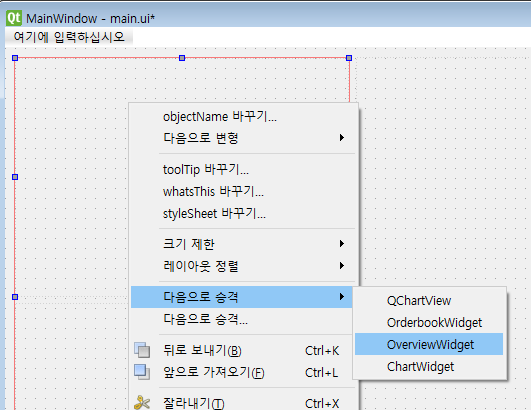 Qt MainWindow - main.ui*
여기에 입력하십시오
objectName 바꾸기...
다음으로 변형
toolTip 바꾸기...
whatsThis 바꾸기...
styleSheet 바꾸기...
크기 제한
레이아웃 정렬
다음으로 승격
QChartView
OrderbookWidget
OverviewWidget
ChartWidget
다음으로 승격...
뒤로 보내기(B) Ctrl+K
앞으로 가져오기(F) Ctrl+L
잘라내기(T) Ctrl+X